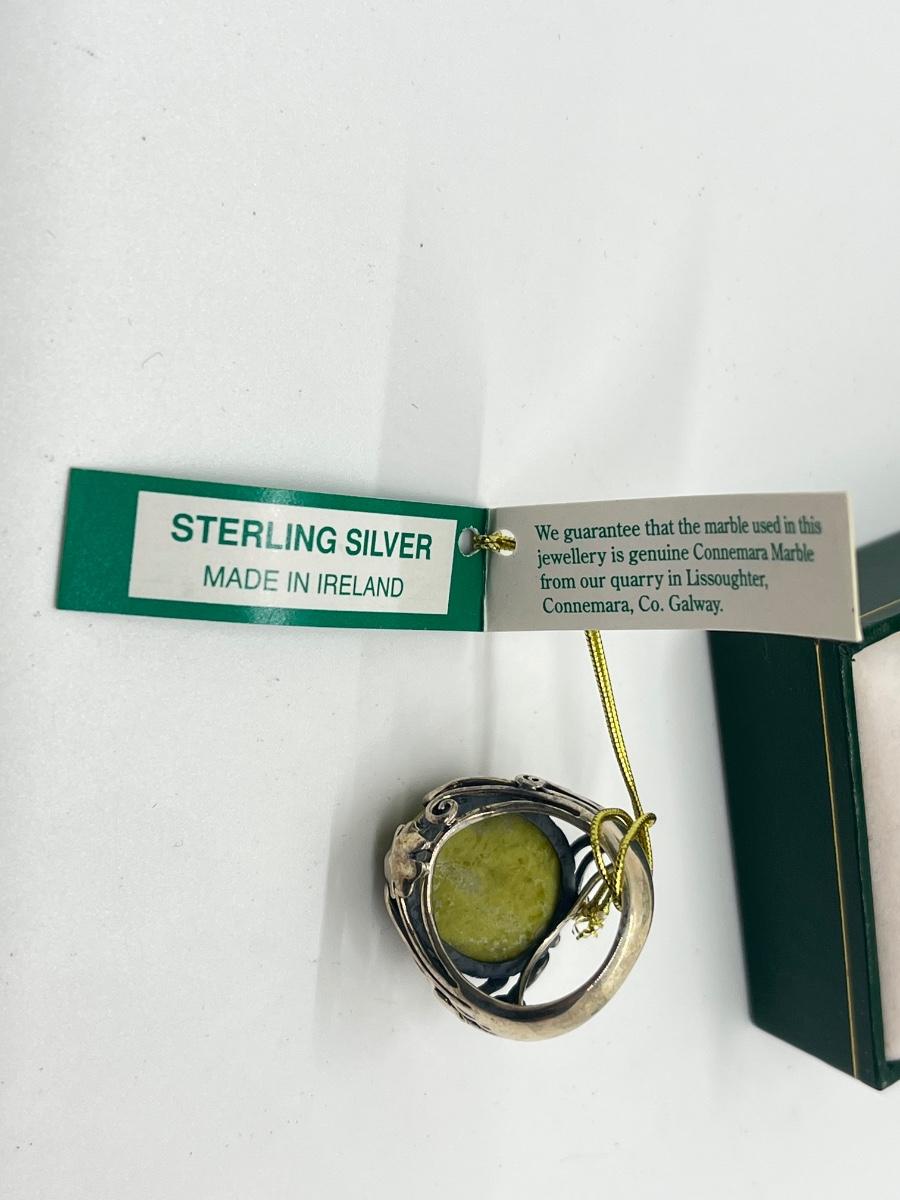 STERLING SILVER
MADE IN IRELAND
We guarantee that the marble used in this
jewellery is genuine Connemara Marble
from our quarry in Lissoughter,
Connemara, Co. Galway.